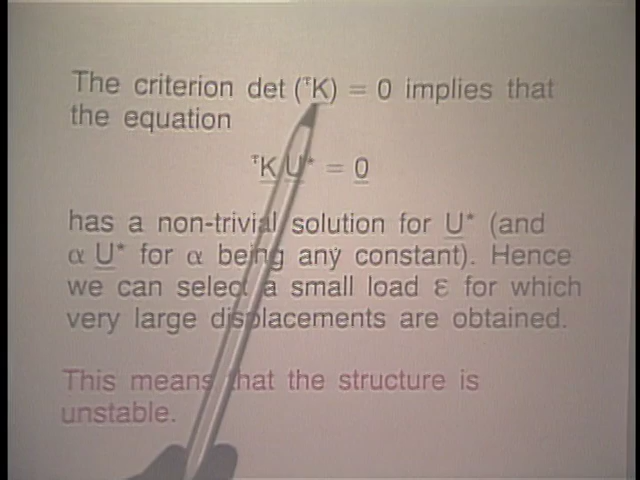 The criterion det (ᵀK) = 0 implies that
the equation
ᵀK U* = 0
has a non-trivial solution for U* (and
α U* for α being any constant). Hence
we can select a small load ε for which
very large displacements are obtained.
This means that the structure is
unstable.